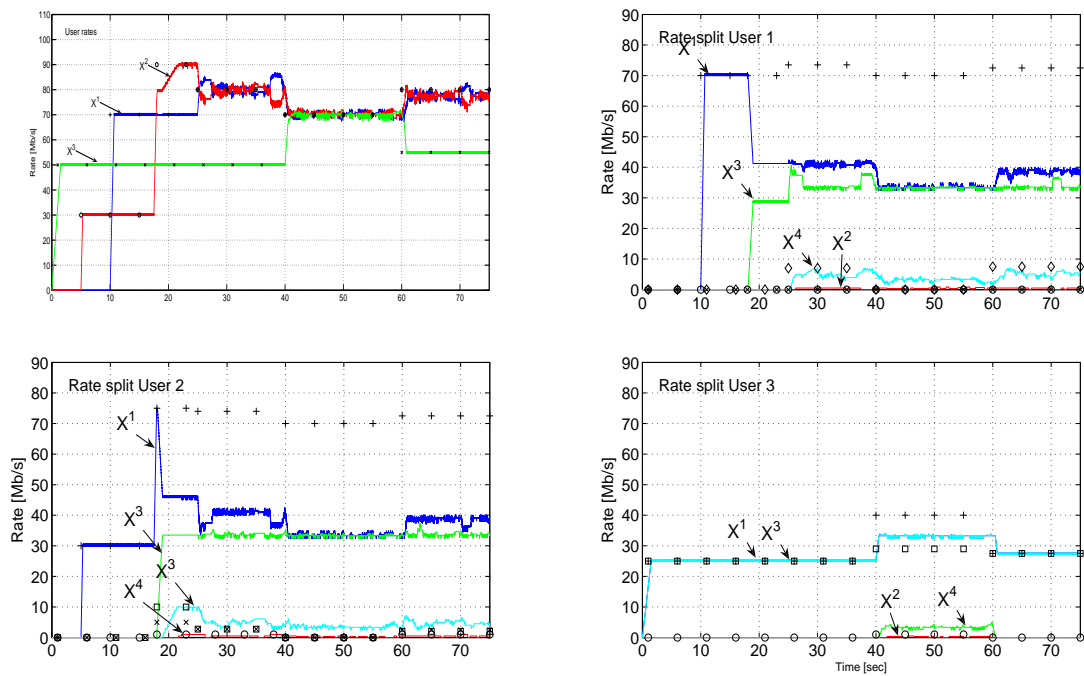 110
100
90
80
70
60
50
40
30
20
10
0
User rates
X2
X1
X3
Rate [Mb/s]
0 10 20 30 40 50 60 70
90
80
70
60
50
40
30
20
10
0
Rate split User 1
X1
X3
X4 X2
Rate [Mb/s]
0 10 20 30 40 50 60 70
90
80
70
60
50
40
30
20
10
0
Rate split User 2
X1
X3
X3
X4
Rate [Mb/s]
0 10 20 30 40 50 60 70
90
80
70
60
50
40
30
20
10
0
Rate split User 3
X1 X3
X2 X4
Rate [Mb/s]
0 10 20 30 40 50 60 70
Time [sec]